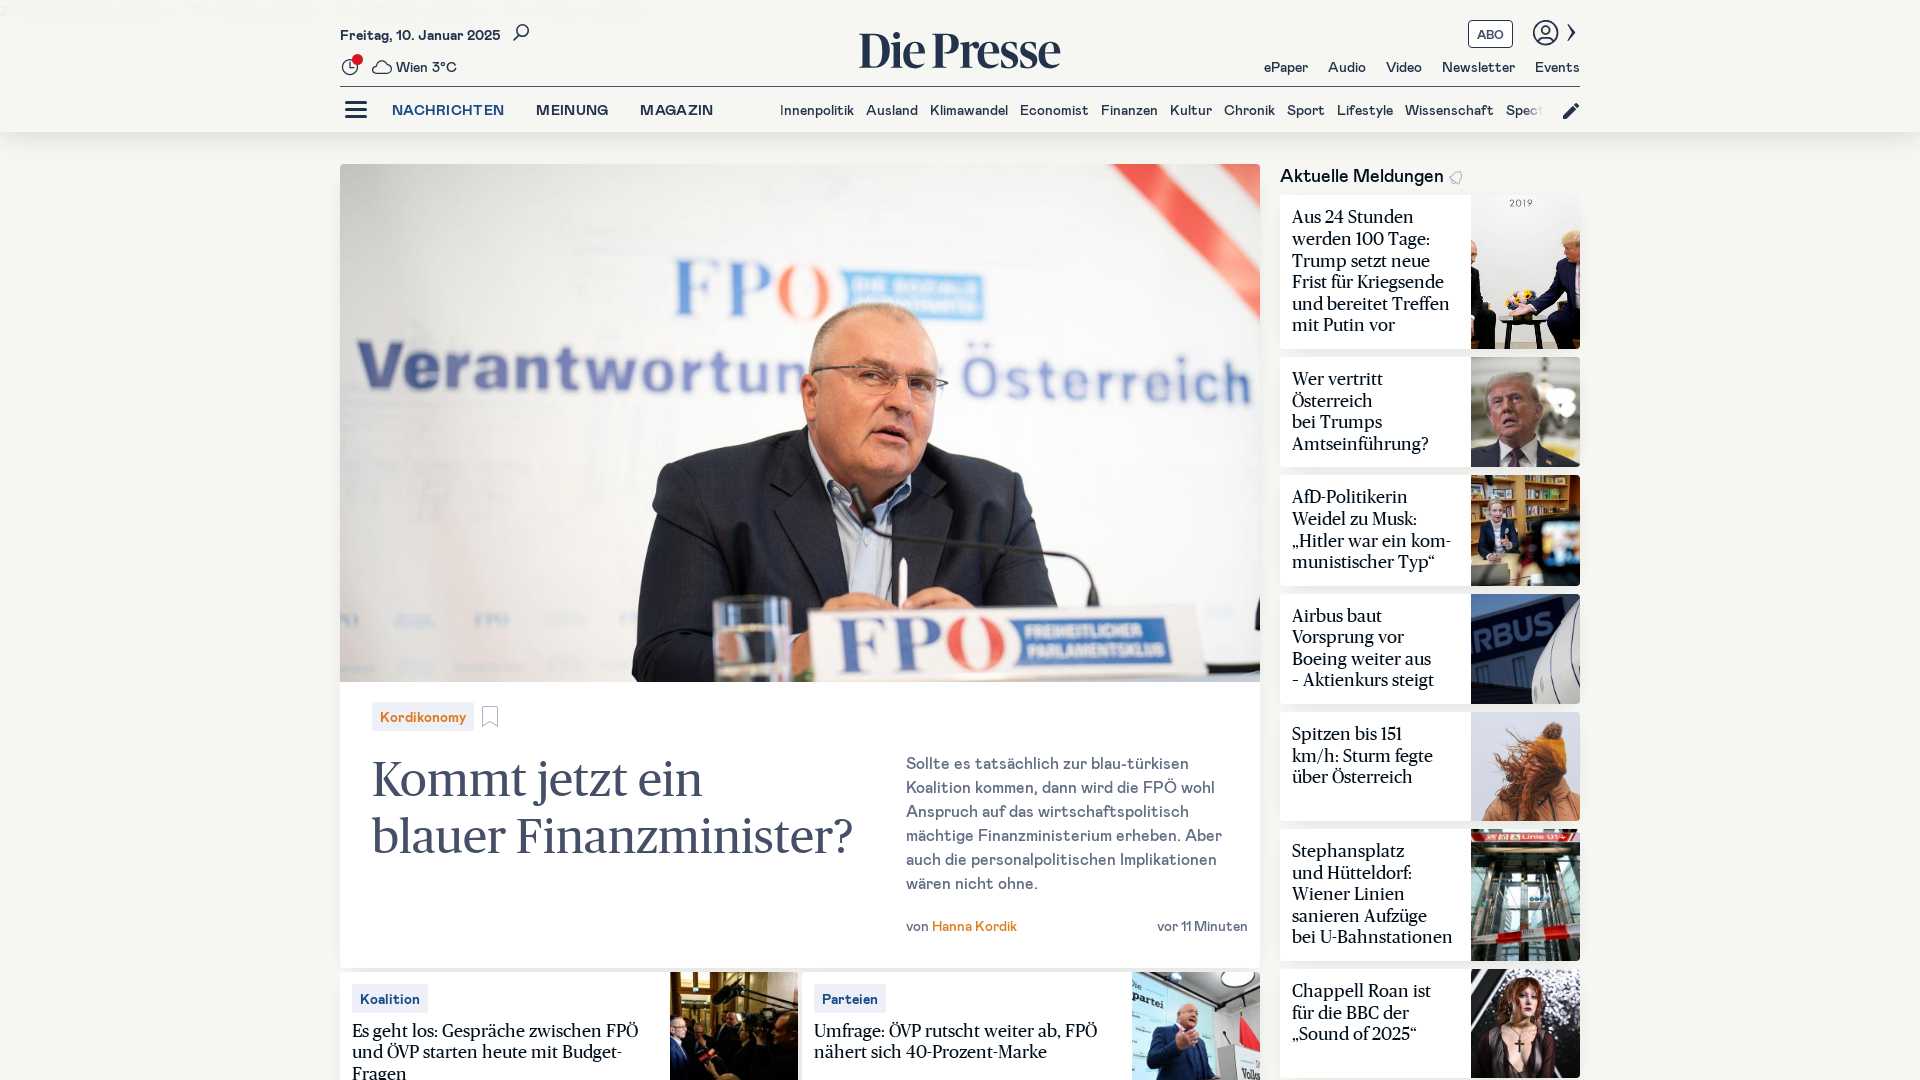 Freitag, 10. Januar 2025
Wien 3°C
Die Presse
ABO
ePaper
Audio
Video
Newsletter
Events
NACHRICHTEN
MEINUNG
MAGAZIN
Innenpolitik
Ausland
Klimawandel
Economist
Finanzen
Kultur
Chronik
Sport
Lifestyle
Wissenschaft
FPÖ
DIE SOZIALE
Verantwortung
Österreich
FPÖ
FREIHEITLICHER
PARLAMENTSKLUB
Kordikonomy
Kommt jetzt ein
blauer Finanzminister?
Sollte es tatsächlich zur blau-türkisen
Koalition kommen, dann wird die FPÖ wohl
Anspruch auf das wirtschaftspolitisch
mächtige Finanzministerium erheben. Aber
auch die personalpolitischen Implikationen
wären nicht ohne.
von Hanna Kordik
vor 11 Minuten
Koalition
Es geht los: Gespräche zwischen FPÖ
und ÖVP starten heute mit Budget-
Fragen
Parteien
Umfrage: ÖVP rutscht weiter ab, FPÖ
nähert sich 40-Prozent-Marke
Die
partei
Aktuelle Meldungen
Aus 24 Stunden
werden 100 Tage:
Trump setzt neue
Frist für Kriegsende
und bereitet Treffen
mit Putin vor
2019
Wer vertritt
Österreich
bei Trumps
Amtseinführung?
AfD-Politikerin
Weidel zu Musk:
„Hitler war ein kom-
munistischer Typ“
Airbus baut
Vorsprung vor
Boeing weiter aus
– Aktienkurs steigt
IRBUS
Spitzen bis 151
km/h: Sturm fegte
über Österreich
Stephansplatz
und Hütteldorf:
Wiener Linien
sanieren Aufzüge
bei U-Bahnstationen
Chappell Roan ist
für die BBC der
„Sound of 2025“